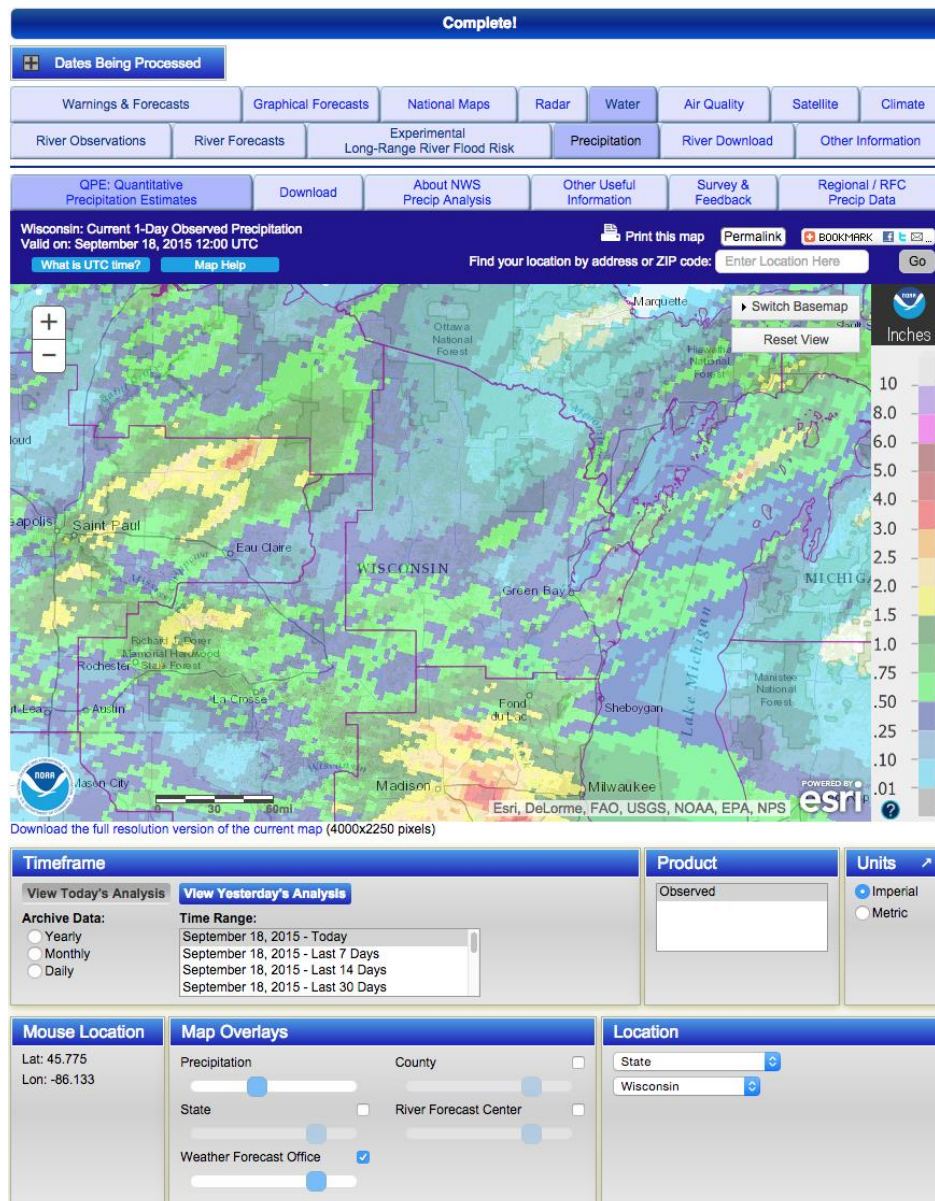 Complete!
Dates Being Processed
Warnings & Forecasts Graphical Forecasts National Maps Radar Water Air Quality Satellite Climate
River Observations River Forecasts Experimental Long-Range River Flood Risk Precipitation River Download Other Information
QPE: Quantitative Precipitation Estimates Download About NWS Precip Analysis Other Useful Information Survey & Feedback Regional / RFC Precip Data
Wisconsin: Current 1-Day Observed Precipitation
Valid on: September 18, 2015 12:00 UTC
Print this map Permalink BOOKMARK
What is UTC time? Map Help
Find your location by address or ZIP code: Enter Location Here Go
Marquette
Switch Basemap
Reset View
NOAA
Inches
+
−
Ottawa
National
Forest
10
8.0
6.0
5.0
4.0
3.0
2.5
2.0
1.5
1.0
.75
.50
.25
.10
.01
loud
eapolis
Saint Paul
Eau Claire
WISCONSIN
Green Bay
MICHIGA
Lake Michigan
Richard J. Dorer
Memorial Hardwood
State Forest
Rochester
La Crosse
Austin
Fond
du Lac
Sheboygan
Manistee
National
Forest
Mason City
Wisconsin
Madison
Milwaukee
NOAA
0 30 60mi
Esri, DeLorme, FAO, USGS, NOAA, EPA, NPS
POWERED BY
esri
?
Download the full resolution version of the current map (4000x2250 pixels)
Timeframe
View Today's Analysis View Yesterday's Analysis
Archive Data:
Yearly
Monthly
Daily
Time Range:
September 18, 2015 - Today
September 18, 2015 - Last 7 Days
September 18, 2015 - Last 14 Days
September 18, 2015 - Last 30 Days
Product
Observed
Units
Imperial
Metric
Mouse Location
Lat: 45.775
Lon: -86.133
Map Overlays
Precipitation
County
State
River Forecast Center
Weather Forecast Office
Location
State
Wisconsin